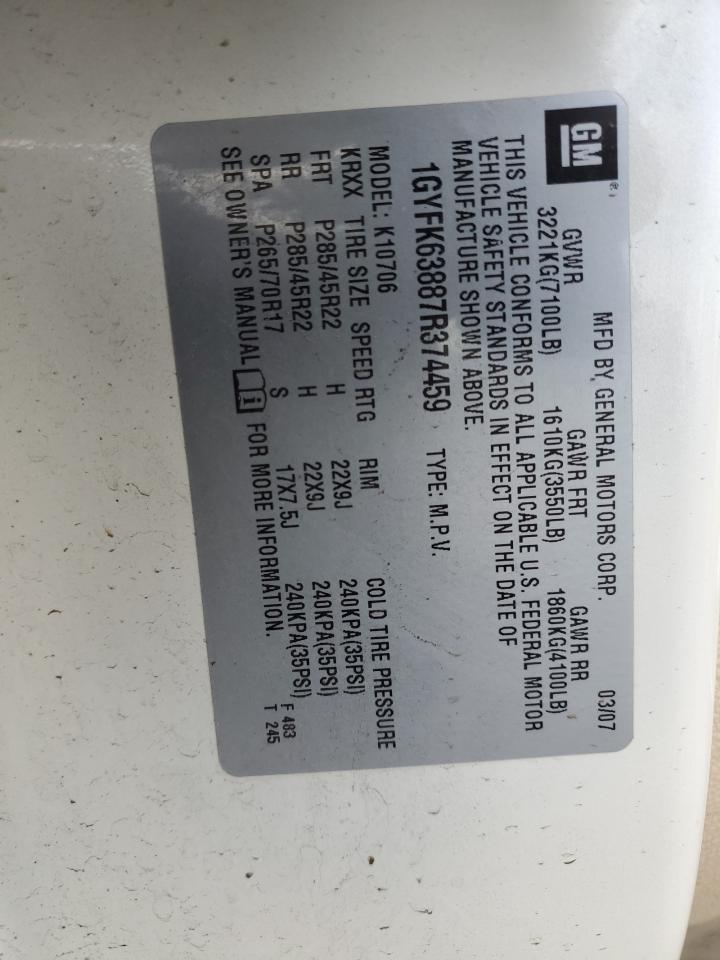 GM®
MFD BY GENERAL MOTORS CORP. 03/07
GVWR GAWR FRT GAWR RR
3221KG(7100LB) 1610KG(3550LB) 1860KG(4100LB)
THIS VEHICLE CONFORMS TO ALL APPLICABLE U.S. FEDERAL MOTOR
VEHICLE SAFETY STANDARDS IN EFFECT ON THE DATE OF
MANUFACTURE SHOWN ABOVE.
1GYFK63887R374459 TYPE: M.P.V.
MODEL: K10706
KRXX TIRE SIZE SPEED RTG RIM COLD TIRE PRESSURE
FRT P285/45R22 H 22X9J 240KPA(35PSI)
RR P285/45R22 H 22X9J 240KPA(35PSI)
SPA P265/70R17 S 17X7.5J 240KPA(35PSI)
SEE OWNER'S MANUAL FOR MORE INFORMATION.
F 483
T 245